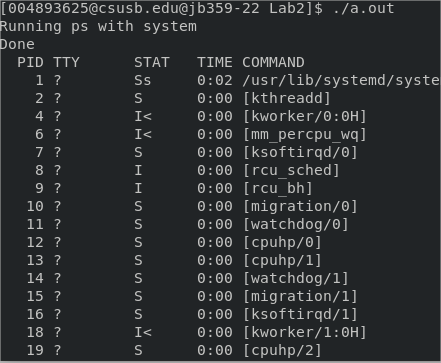 [004893625@csusb.edu@jb359-22 Lab2]$ ./a.out
Running ps with system
Done
  PID TTY      STAT   TIME COMMAND
    1 ?        Ss     0:02 /usr/lib/systemd/syste
    2 ?        S      0:00 [kthreadd]
    4 ?        I<     0:00 [kworker/0:0H]
    6 ?        I<     0:00 [mm_percpu_wq]
    7 ?        S      0:00 [ksoftirqd/0]
    8 ?        I      0:00 [rcu_sched]
    9 ?        I      0:00 [rcu_bh]
   10 ?        S      0:00 [migration/0]
   11 ?        S      0:00 [watchdog/0]
   12 ?        S      0:00 [cpuhp/0]
   13 ?        S      0:00 [cpuhp/1]
   14 ?        S      0:00 [watchdog/1]
   15 ?        S      0:00 [migration/1]
   16 ?        S      0:00 [ksoftirqd/1]
   18 ?        I<     0:00 [kworker/1:0H]
   19 ?        S      0:00 [cpuhp/2]